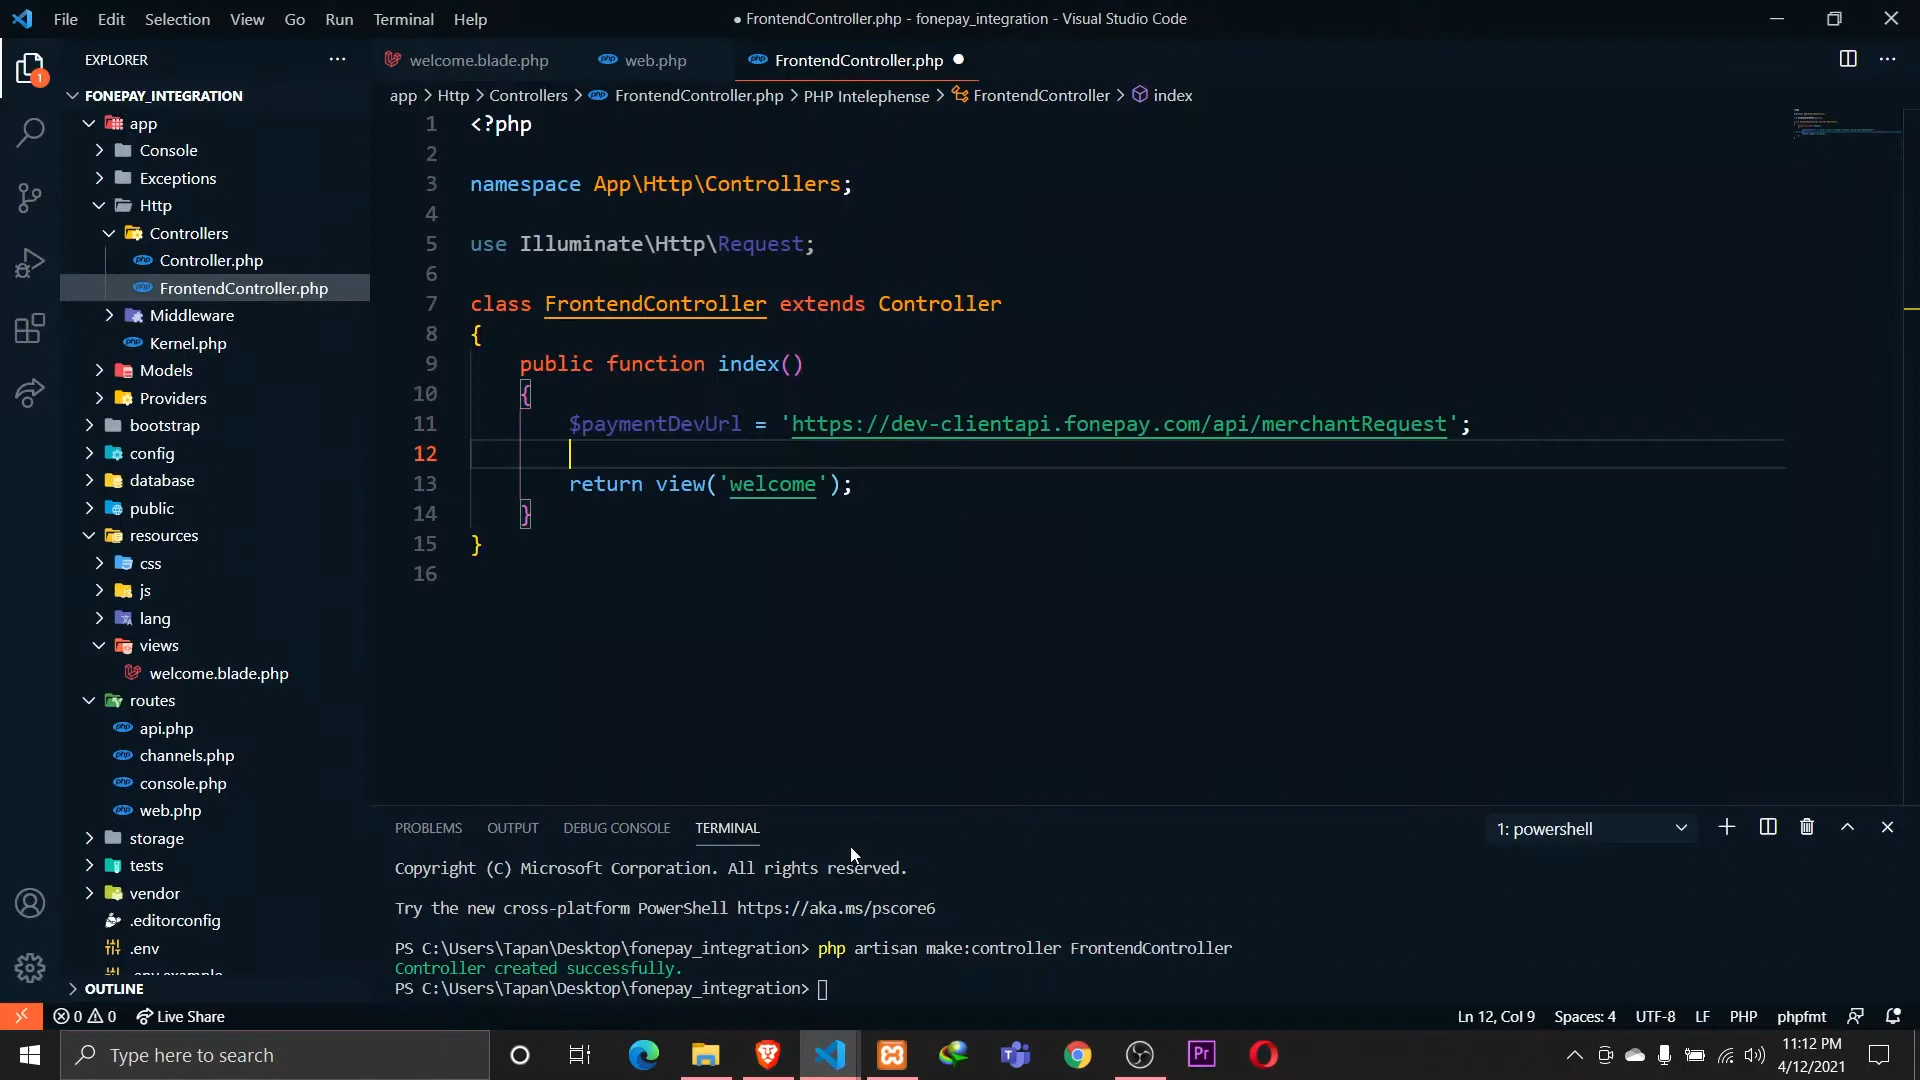 File Edit Selection View Go Run Terminal Help
● FrontendController.php - fonepay_integration - Visual Studio Code
EXPLORER
welcome.blade.php
web.php
FrontendController.php
FONEPAY_INTEGRATION
app > Http > Controllers > FrontendController.php > PHP Intelephense > FrontendController > index
app
Console
Exceptions
Http
Controllers
Controller.php
FrontendController.php
Middleware
Kernel.php
Models
Providers
bootstrap
config
database
public
resources
css
js
lang
views
welcome.blade.php
routes
api.php
channels.php
console.php
web.php
storage
tests
vendor
.editorconfig
.env
.env.example
OUTLINE
1 <?php
2
3 namespace App\Http\Controllers;
4
5 use Illuminate\Http\Request;
6
7 class FrontendController extends Controller
8 {
9 public function index()
10 {
11 $paymentDevUrl = 'https://dev-clientapi.fonepay.com/api/merchantRequest';
12
13 return view('welcome');
14 }
15 }
16
PROBLEMS OUTPUT DEBUG CONSOLE TERMINAL
1: powershell
Copyright (C) Microsoft Corporation. All rights reserved.
Try the new cross-platform PowerShell https://aka.ms/pscore6
PS C:\Users\Tapan\Desktop\fonepay_integration> php artisan make:controller FrontendController
Controller created successfully.
PS C:\Users\Tapan\Desktop\fonepay_integration>
1
0 0 Live Share
Ln 12, Col 9 Spaces: 4 UTF-8 LF PHP phpfmt
Type here to search
Pr
11:12 PM
4/12/2021